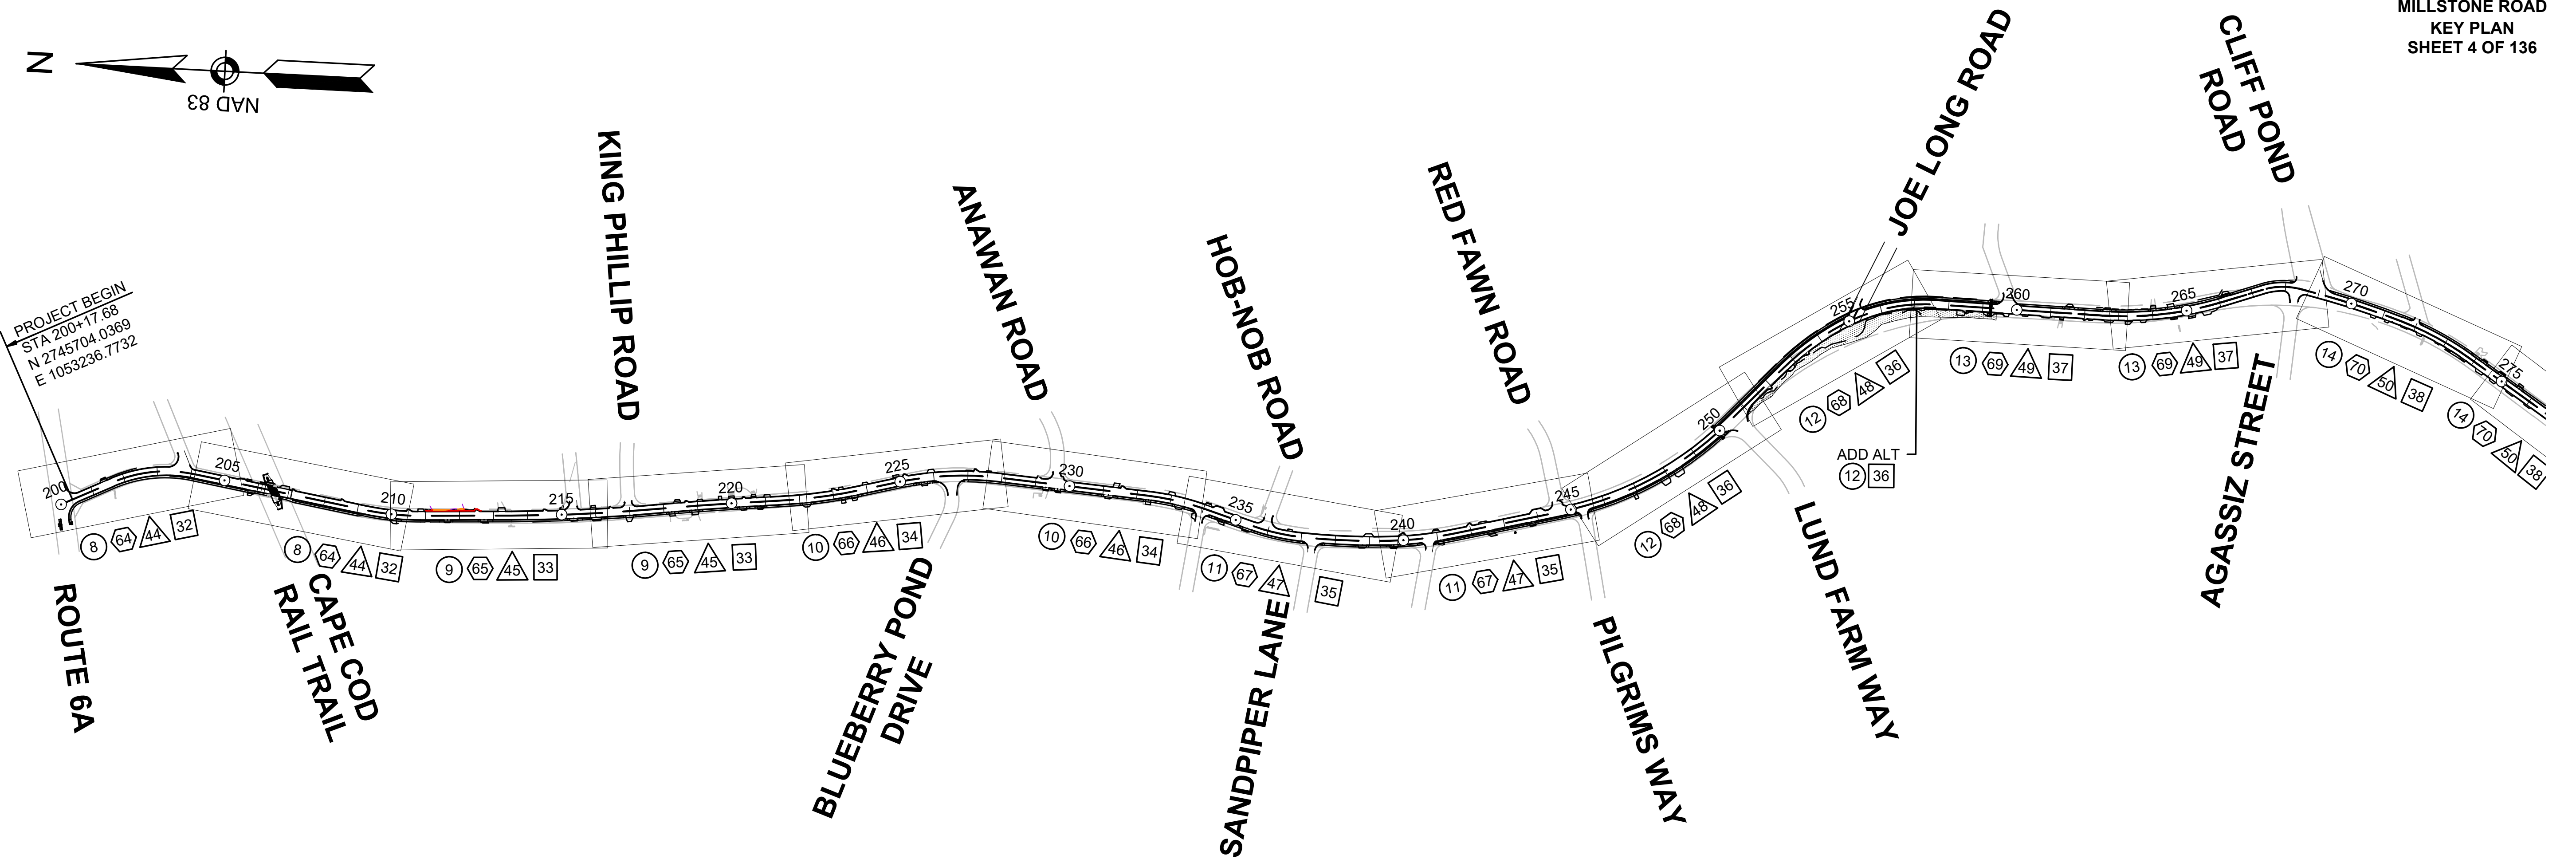 MILLSTONE ROAD
KEY PLAN
SHEET 4 OF 136
N
NAD 83
PROJECT BEGIN
STA 200+17.68
N 2745704.0369
E 1053236.7732
KING PHILLIP ROAD
ANAWAN ROAD
HOB-NOB ROAD
RED FAWN ROAD
JOE LONG ROAD
CLIFF POND
ROAD
200
205
210
215
220
225
230
235
240
245
250
255
260
265
270
275
8 64 44 32
8 64 44 32
9 65 45 33
9 65 45 33
10 66 46 34
10 66 46 34
11 67 47 35
11 67 47 35
12 68 48 36
12 68 48 36
ADD ALT
12 36
13 69 49 37
13 69 49 37
14 70 50 38
14 70 50 38
ROUTE 6A
CAPE COD
RAIL TRAIL
BLUEBERRY POND
DRIVE
SANDPIPER LANE
PILGRIMS WAY
LUND FARM WAY
AGASSIZ STREET